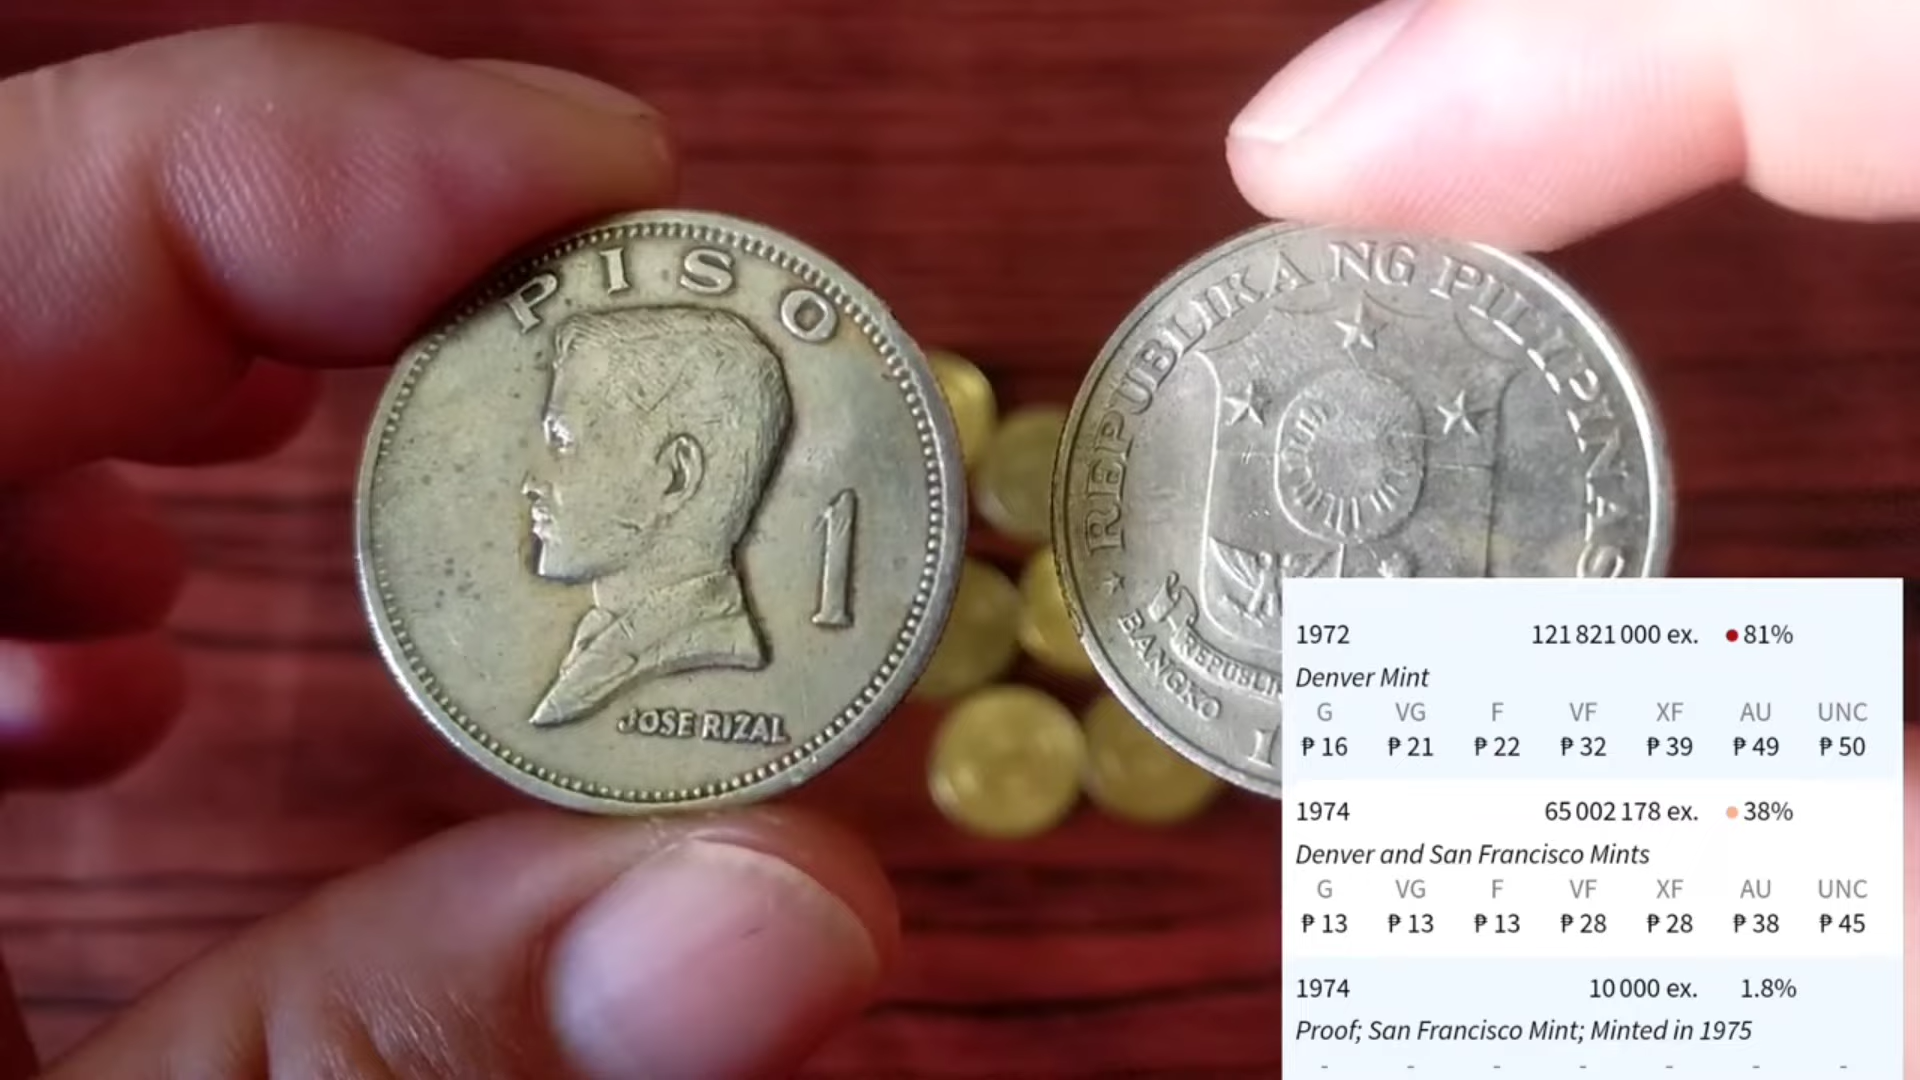 PISO
1
JOSE RIZAL
REPUBLIKA NG PILIPINAS
BANGKO
1
1972 121 821 000 ex. 81%
Denver Mint
G VG F VF XF AU UNC
₱ 16 ₱ 21 ₱ 22 ₱ 32 ₱ 39 ₱ 49 ₱ 50
1974 65 002 178 ex. 38%
Denver and San Francisco Mints
G VG F VF XF AU UNC
₱ 13 ₱ 13 ₱ 13 ₱ 28 ₱ 28 ₱ 38 ₱ 45
1974 10 000 ex. 1.8%
Proof; San Francisco Mint; Minted in 1975
- - - - - - -